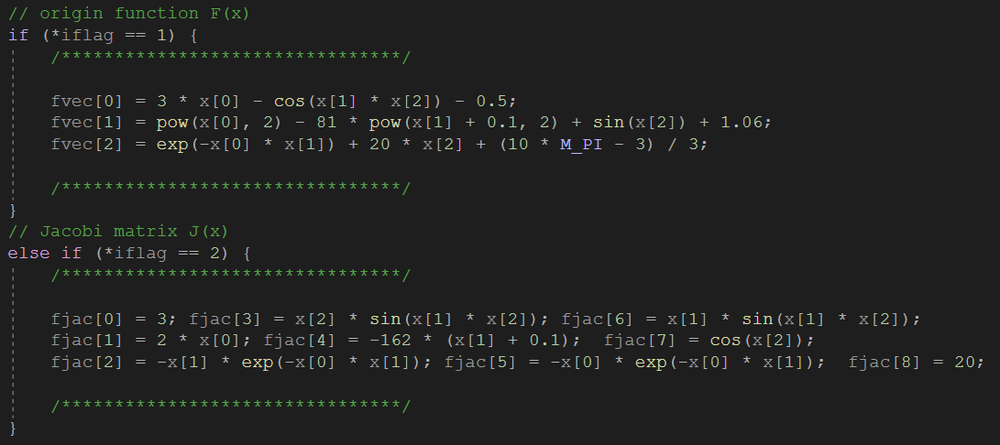 // origin function F(x)
if (*iflag == 1) {
/********************************/
fvec[0] = 3 * x[0] - cos(x[1] * x[2]) - 0.5;
fvec[1] = pow(x[0], 2) - 81 * pow(x[1] + 0.1, 2) + sin(x[2]) + 1.06;
fvec[2] = exp(-x[0] * x[1]) + 20 * x[2] + (10 * M_PI - 3) / 3;
/********************************/
}
// Jacobi matrix J(x)
else if (*iflag == 2) {
/********************************/
fjac[0] = 3; fjac[3] = x[2] * sin(x[1] * x[2]); fjac[6] = x[1] * sin(x[1] * x[2]);
fjac[1] = 2 * x[0]; fjac[4] = -162 * (x[1] + 0.1);  fjac[7] = cos(x[2]);
fjac[2] = -x[1] * exp(-x[0] * x[1]); fjac[5] = -x[0] * exp(-x[0] * x[1]);  fjac[8] = 20;
/********************************/
}